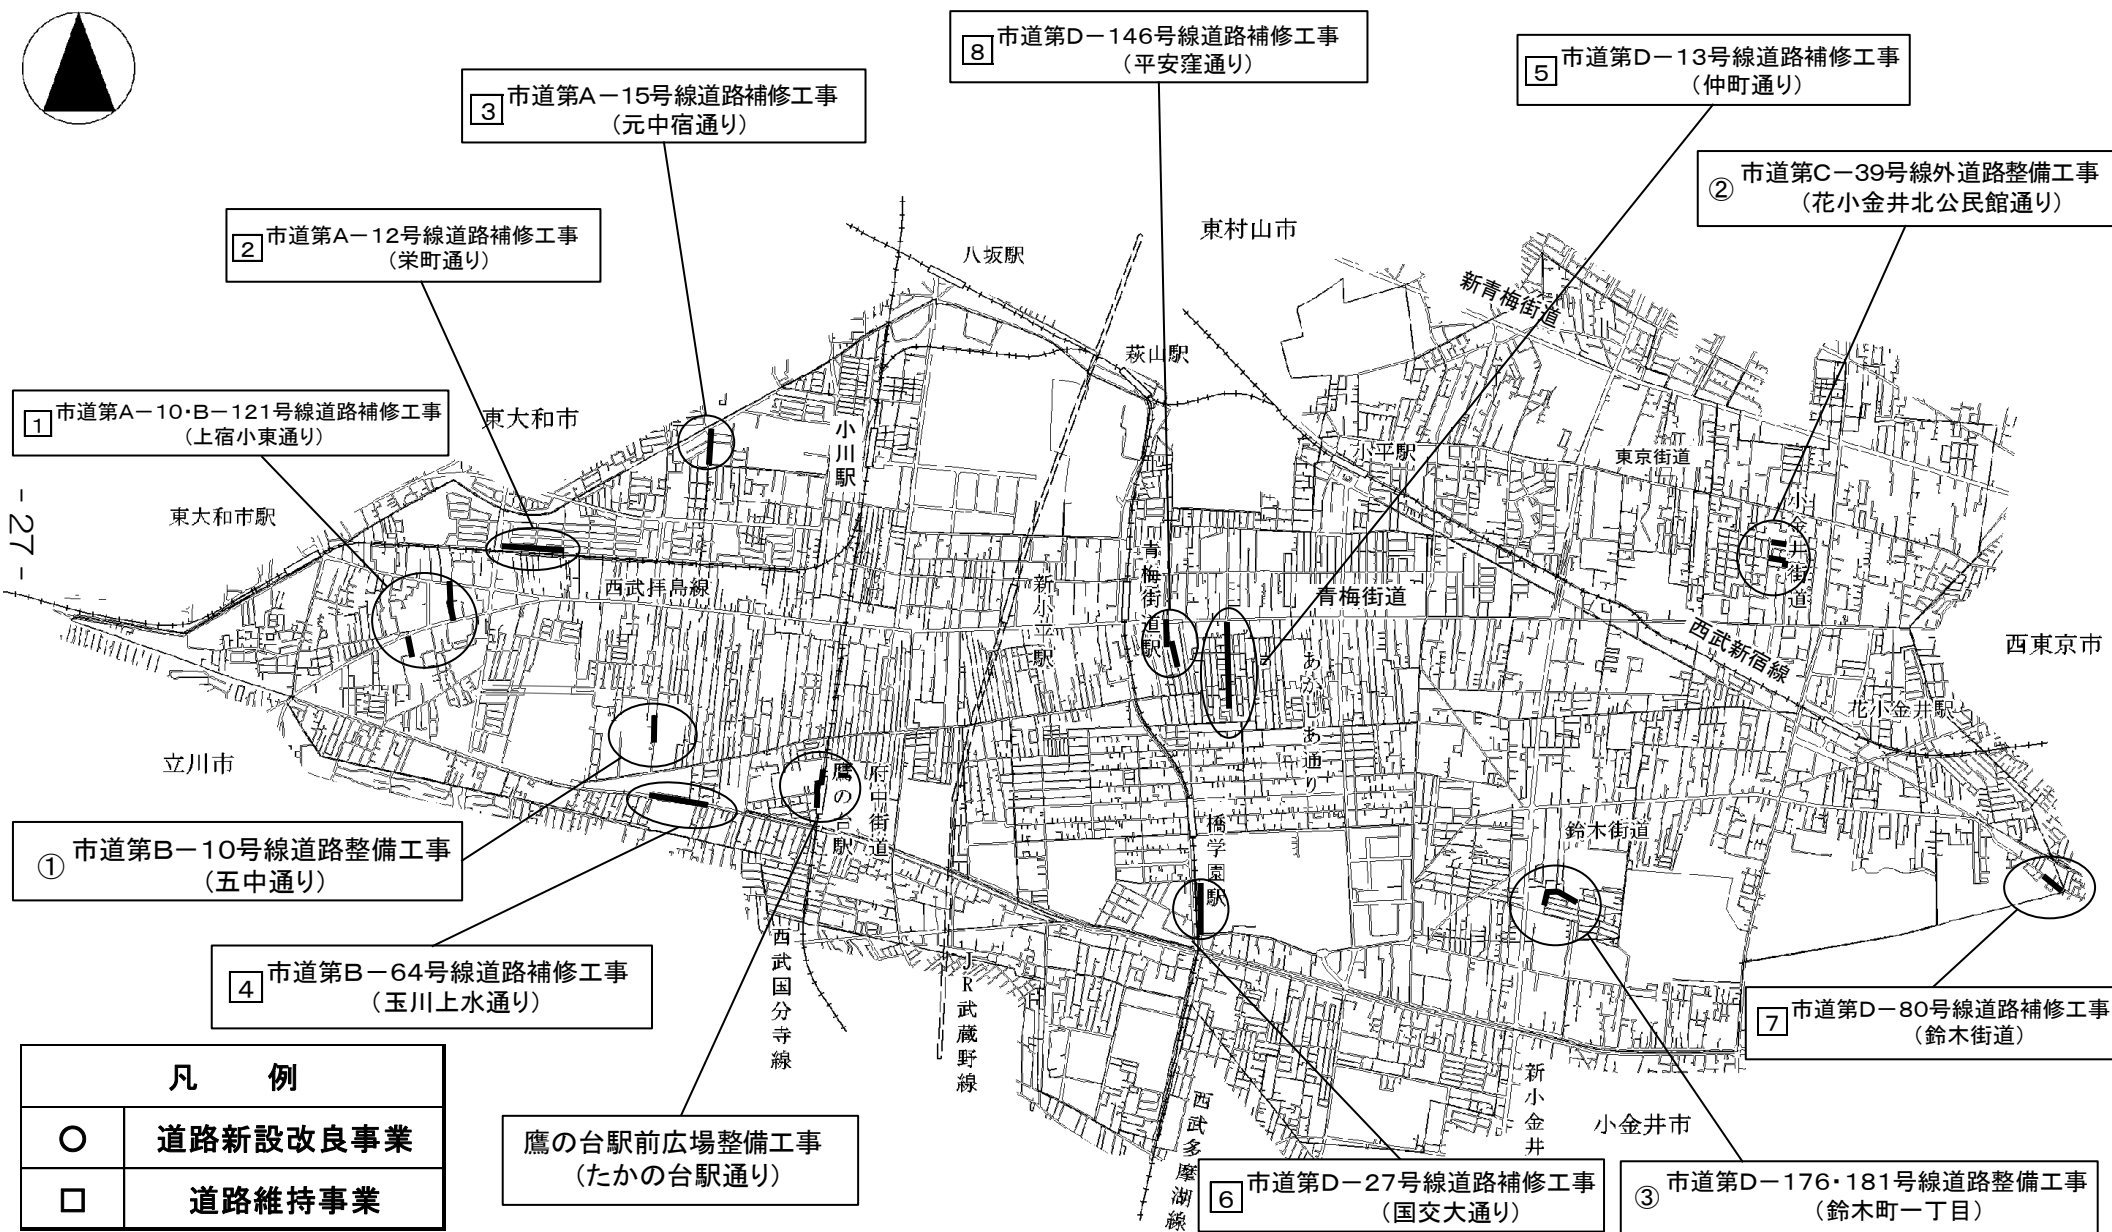 8 市道第D－146号線道路補修工事
(平安窪通り)
5 市道第D－13号線道路補修工事
(仲町通り)
3 市道第A－15号線道路補修工事
(元中宿通り)
② 市道第C－39号線外道路整備工事
(花小金井北公民館通り)
2 市道第A－12号線道路補修工事
(栄町通り)
東村山市
八坂駅
新青梅街道
萩山駅
1 市道第A－10・B－121号線道路補修工事
(上宿小東通り)
東大和市
小川駅
小平駅
東京街道
小金井街道
東大和市駅
－27－
西武拝島線
新小平駅
青梅街道駅
青梅街道
あかしあ通り
西武新宿線
西東京市
花小金井駅
立川市
鷹の台駅
府中街道
橋学園駅
鈴木街道
① 市道第B－10号線道路整備工事
(五中通り)
4 市道第B－64号線道路補修工事
(玉川上水通り)
西武国分寺線
JR武蔵野線
7 市道第D－80号線道路補修工事
(鈴木街道)
凡 例
○ 道路新設改良事業
□ 道路維持事業
鷹の台駅前広場整備工事
(たかの台駅通り)
西武多摩湖線
新小金井
小金井市
6 市道第D－27号線道路補修工事
(国交大通り)
③ 市道第D－176・181号線道路整備工事
(鈴木町一丁目)